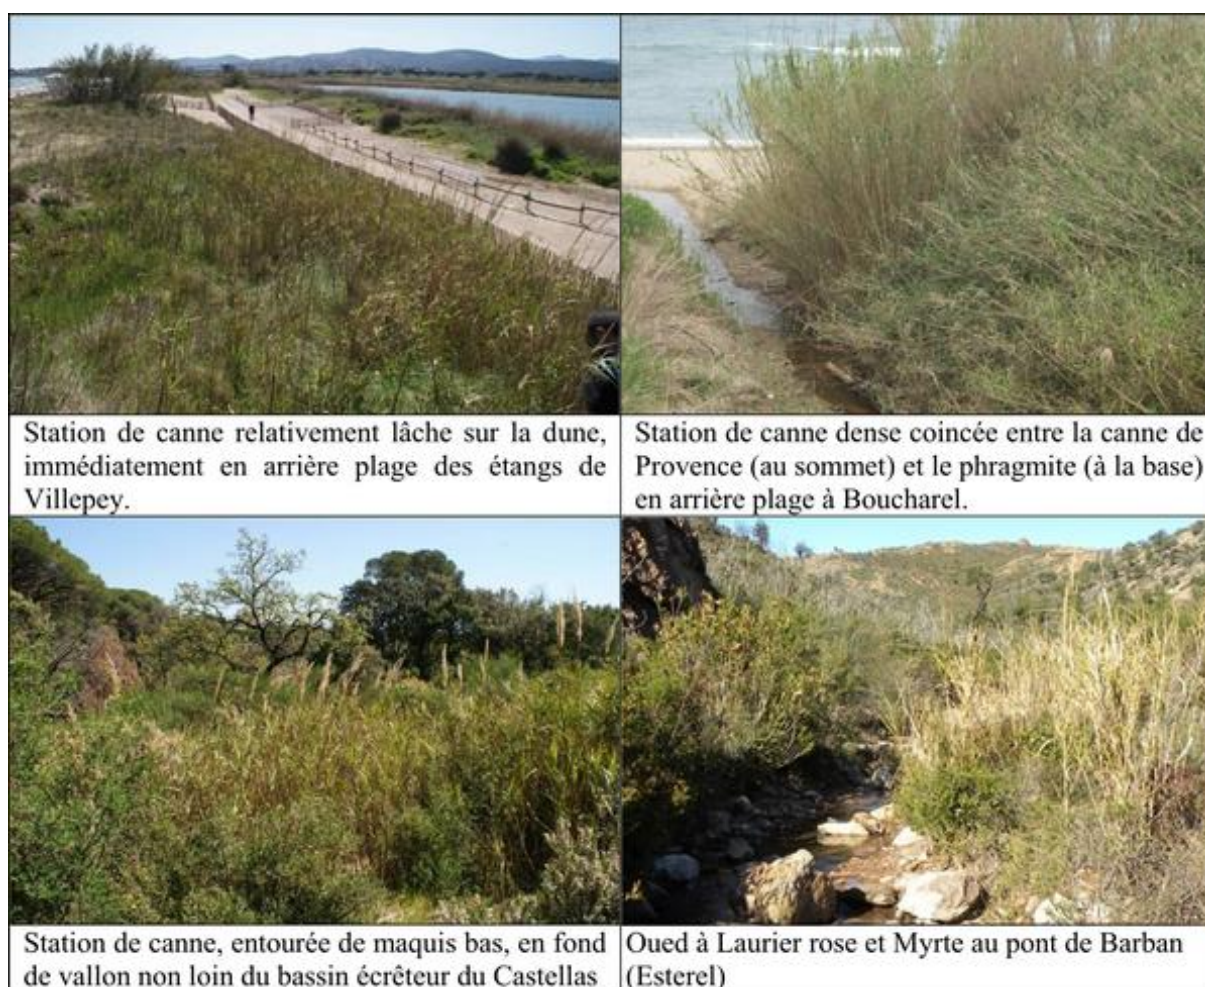 Station de canne relativement lâche sur la dune,
immédiatement en arrière plage des étangs de
Villepey.
Station de canne dense coincée entre la canne de
Provence (au sommet) et le phragmite (à la base)
en arrière plage à Boucharel.
Station de canne, entourée de maquis bas, en fond
de vallon non loin du bassin écrêteur du Castellas
Oued à Laurier rose et Myrte au pont de Barban
(Esterel)